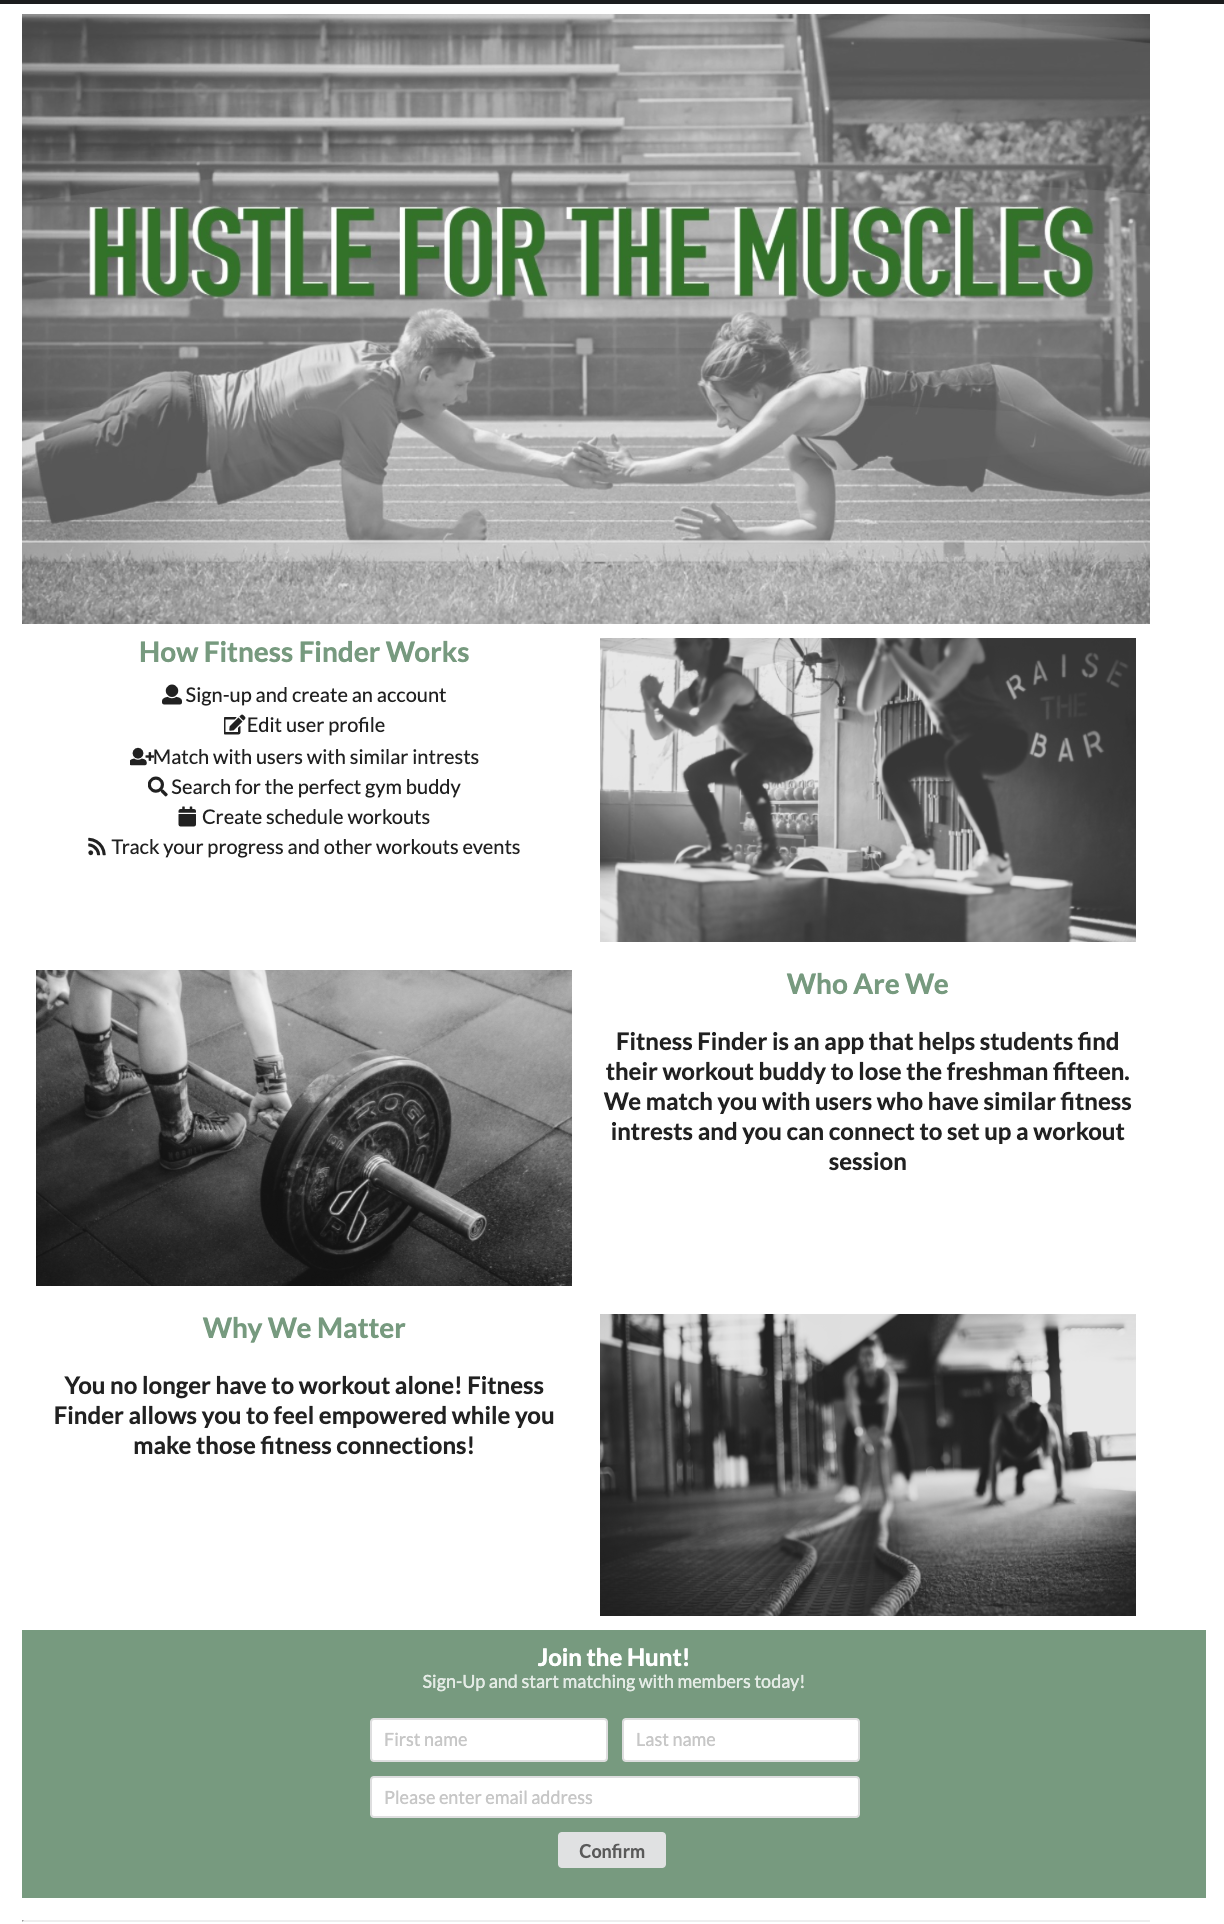 HUSTLE FOR THE MUSCLES
How Fitness Finder Works
Sign-up and create an account
Edit user profile
Match with users with similar intrests
Search for the perfect gym buddy
Create schedule workouts
Track your progress and other workouts events
RAISE
THE
BAR
ROGUE
Who Are We
Fitness Finder is an app that helps students find
their workout buddy to lose the freshman fifteen.
We match you with users who have similar fitness
intrests and you can connect to set up a workout
session
Why We Matter
You no longer have to workout alone! Fitness
Finder allows you to feel empowered while you
make those fitness connections!
Join the Hunt!
Sign-Up and start matching with members today!
First name
Last name
Please enter email address
Confirm